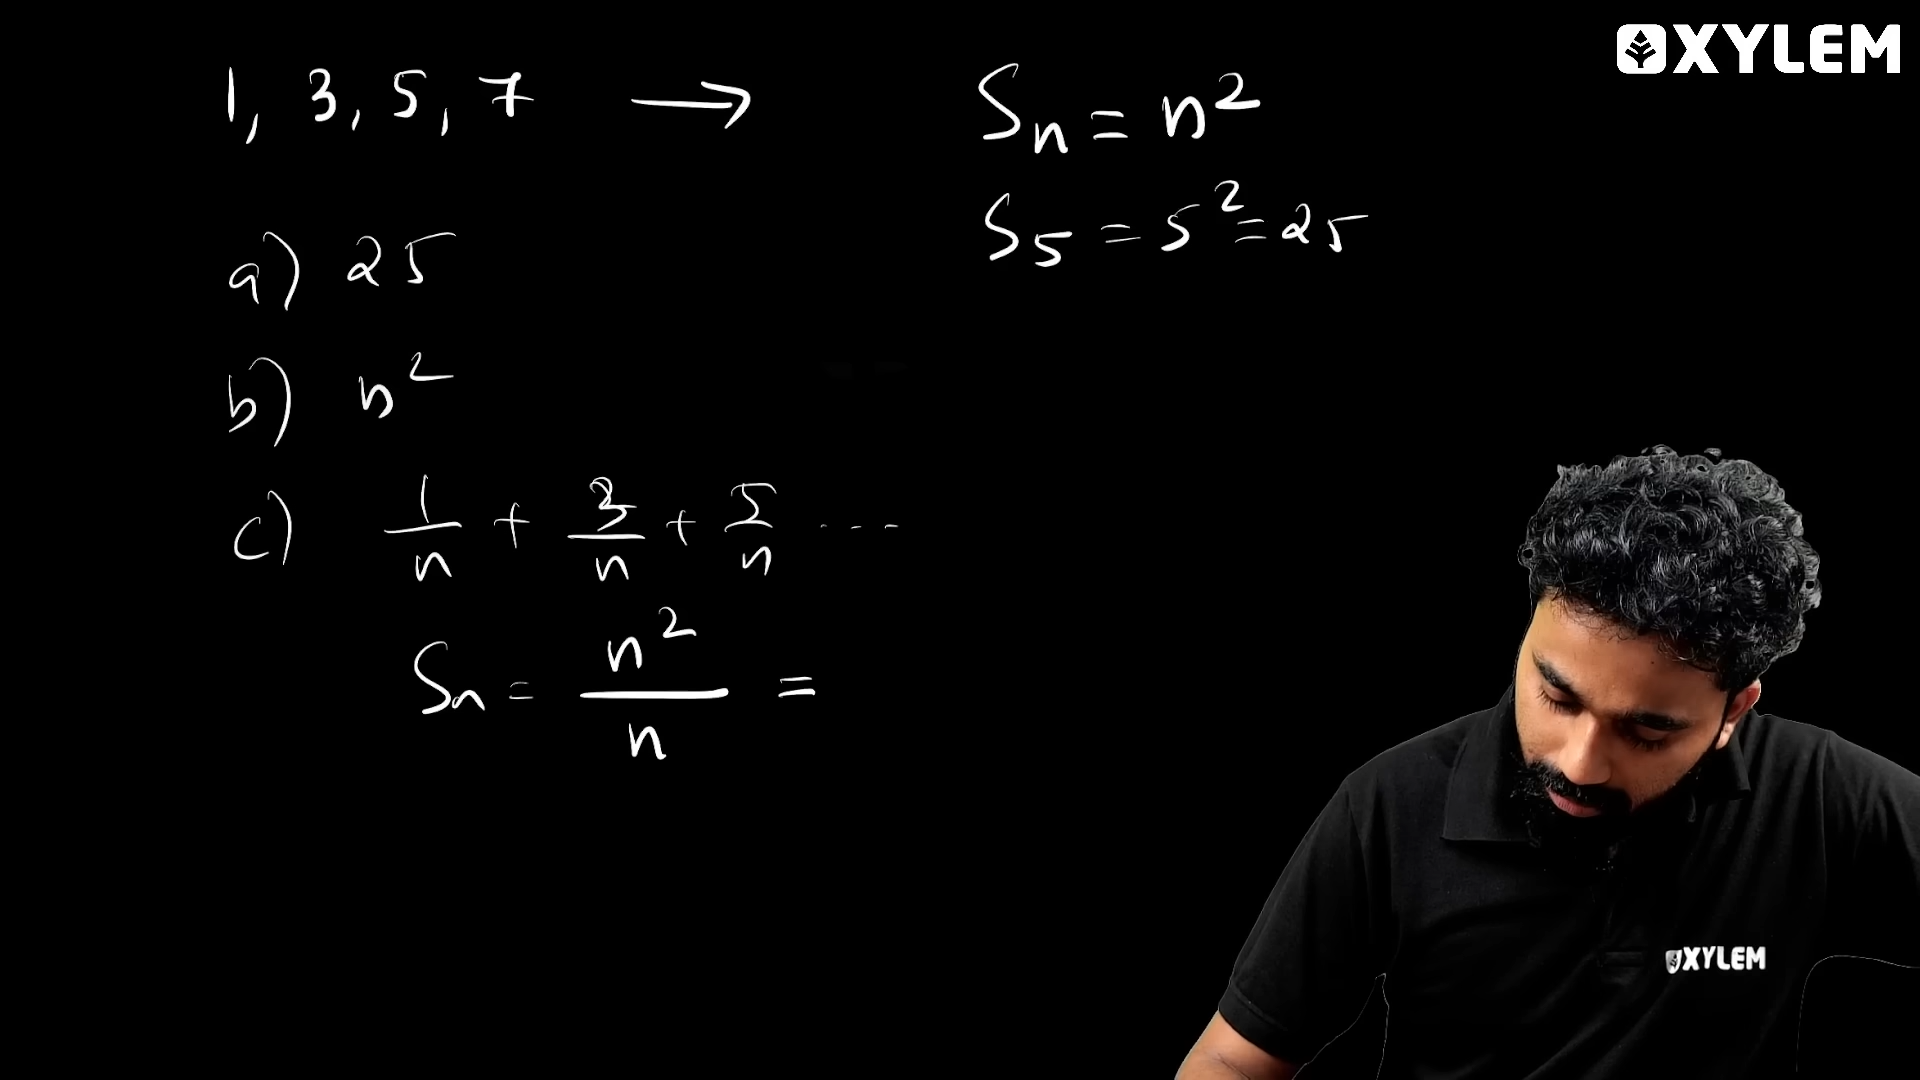 XYLEM
1, 3, 5, 7 → Sₙ = n²
S₅ = 5² = 25
a) 25
b) n²
c) 1/n + 3/n + 5/n ...
Sₙ = n²/n =
XYLEM